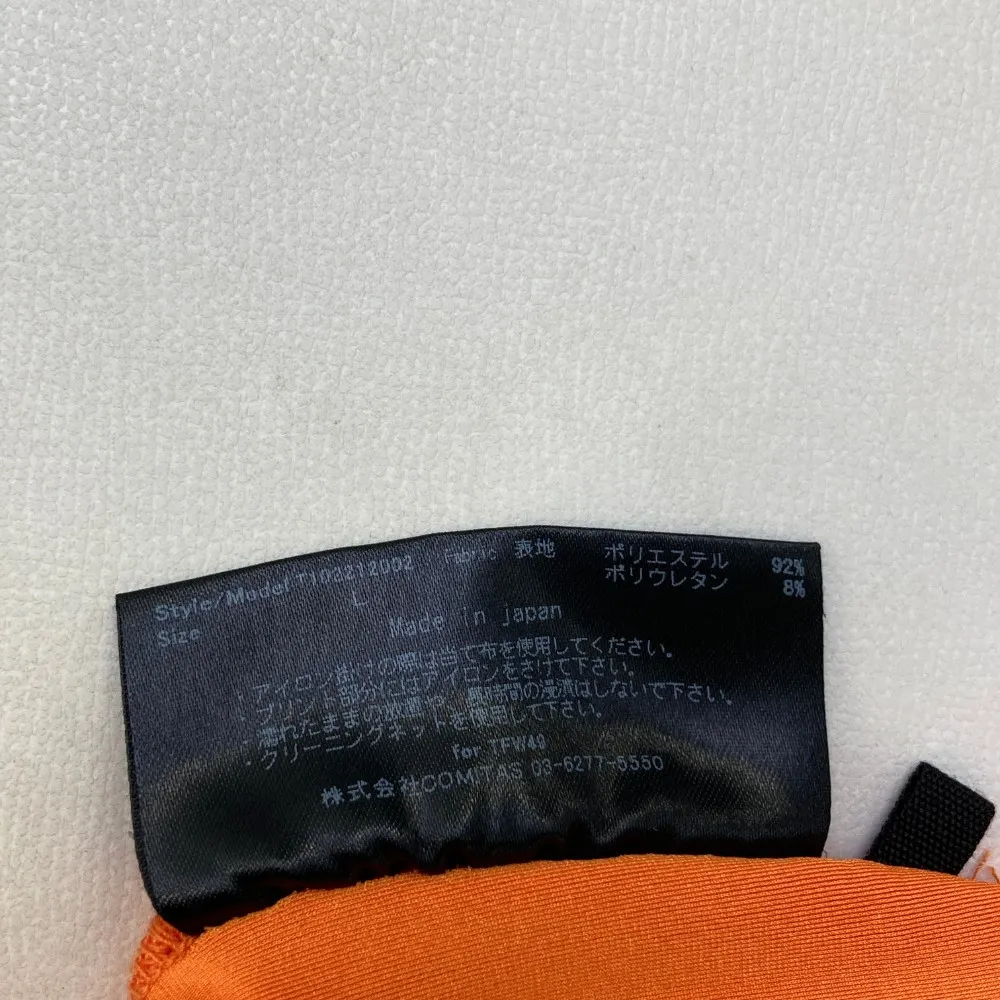 Style/Model T102312002 Fabric 表地 ポリエステル 92%
ポリウレタン 8%
Size L
Made in japan
・アイロン掛けの際は当て布を使用してください。
・プリント部分にはアイロンをさけて下さい。
・濡れたままの放置や、長時間の浸漬はしないで下さい。
・クリーニングネットを使用して下さい。
for TFW49
株式会社COMITAS 03-6277-5550